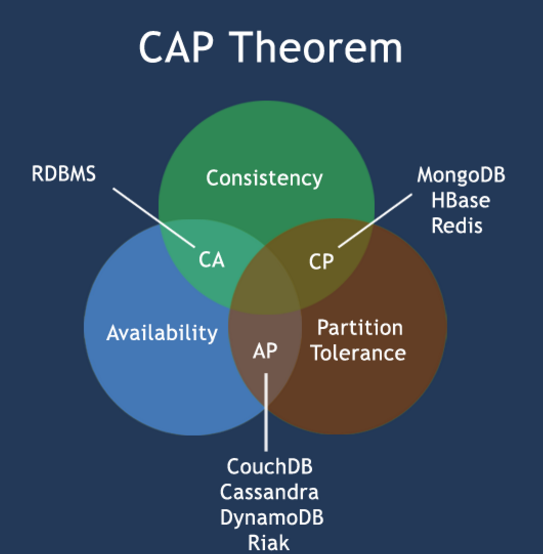 CAP Theorem
Consistency
RDBMS
MongoDB
HBase
Redis
CA
CP
Availability
Partition
Tolerance
AP
CouchDB
Cassandra
DynamoDB
Riak